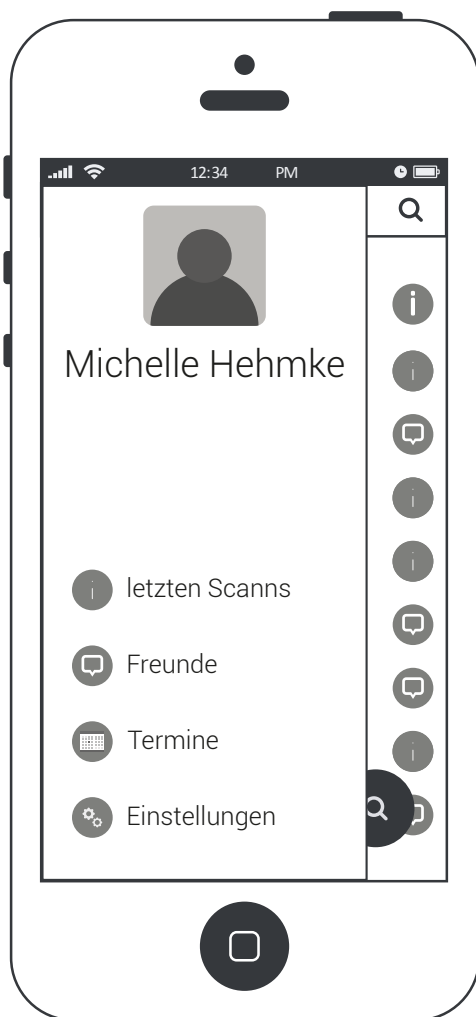 12:34 PM
Michelle Hehmke
letzten Scanns
Freunde
Termine
Einstellungen